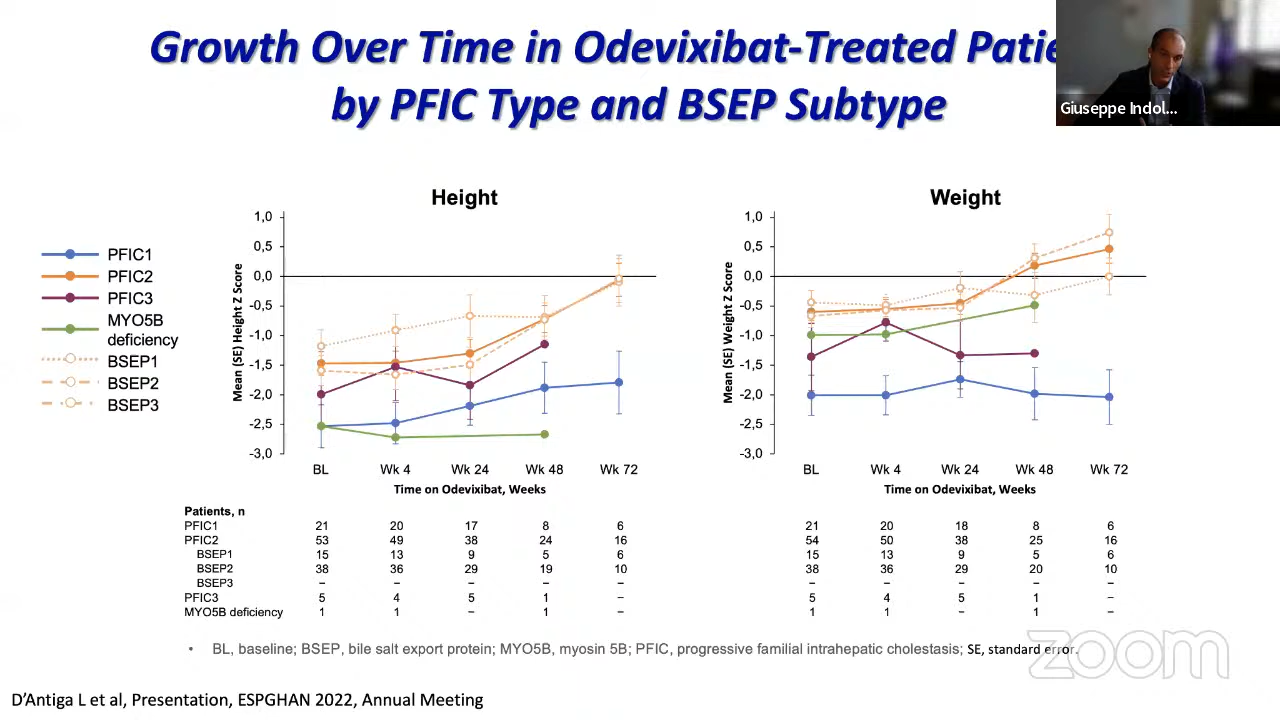 Growth Over Time in Odevixibat-Treated Patie
by PFIC Type and BSEP Subtype
Giuseppe Indol...
PFIC1
PFIC2
PFIC3
MYO5B
deficiency
BSEP1
BSEP2
BSEP3
Height
Mean (SE) Height Z Score
1,0
0,5
0,0
-0,5
-1,0
-1,5
-2,0
-2,5
-3,0
BL Wk 4 Wk 24 Wk 48 Wk 72
Time on Odevixibat, Weeks
Weight
Mean (SE) Weight Z Score
1,0
0,5
0,0
-0,5
-1,0
-1,5
-2,0
-2,5
-3,0
BL Wk 4 Wk 24 Wk 48 Wk 72
Time on Odevixibat, Weeks
Patients, n
PFIC1 21 20 17 8 6 21 20 18 8 6
PFIC2 53 49 38 24 16 54 50 38 25 16
BSEP1 15 13 9 5 6 15 13 9 5 6
BSEP2 38 36 29 19 10 38 36 29 20 10
BSEP3 – – – – – – – – – –
PFIC3 5 4 5 1 – 5 4 5 1 –
MYO5B deficiency 1 1 – 1 – 1 1 – 1 –
• BL, baseline; BSEP, bile salt export protein; MYO5B, myosin 5B; PFIC, progressive familial intrahepatic cholestasis; SE, standard error.
zoom
D'Antiga L et al, Presentation, ESPGHAN 2022, Annual Meeting